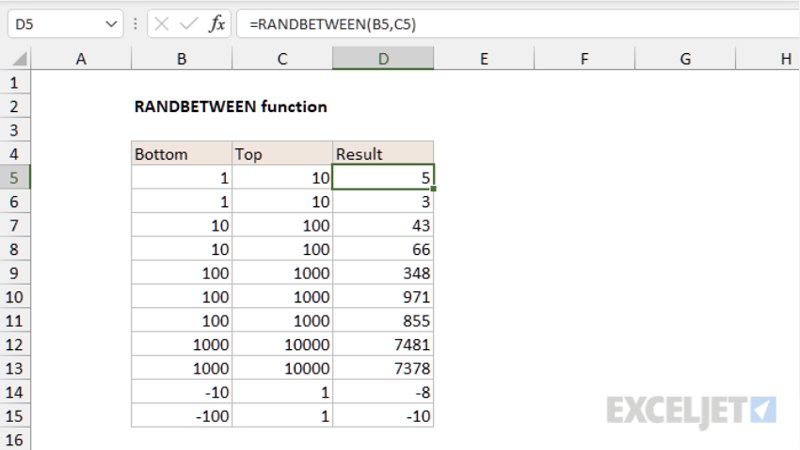 D5 fx =RANDBETWEEN(B5,C5)
A B C D E F G H
1
2 RANDBETWEEN function
3
4 Bottom Top Result
5 1 10 5
6 1 10 3
7 10 100 43
8 10 100 66
9 100 1000 348
10 100 1000 971
11 100 1000 855
12 1000 10000 7481
13 1000 10000 7378
14 -10 1 -8
15 -100 1 -10
16
EXCELJET